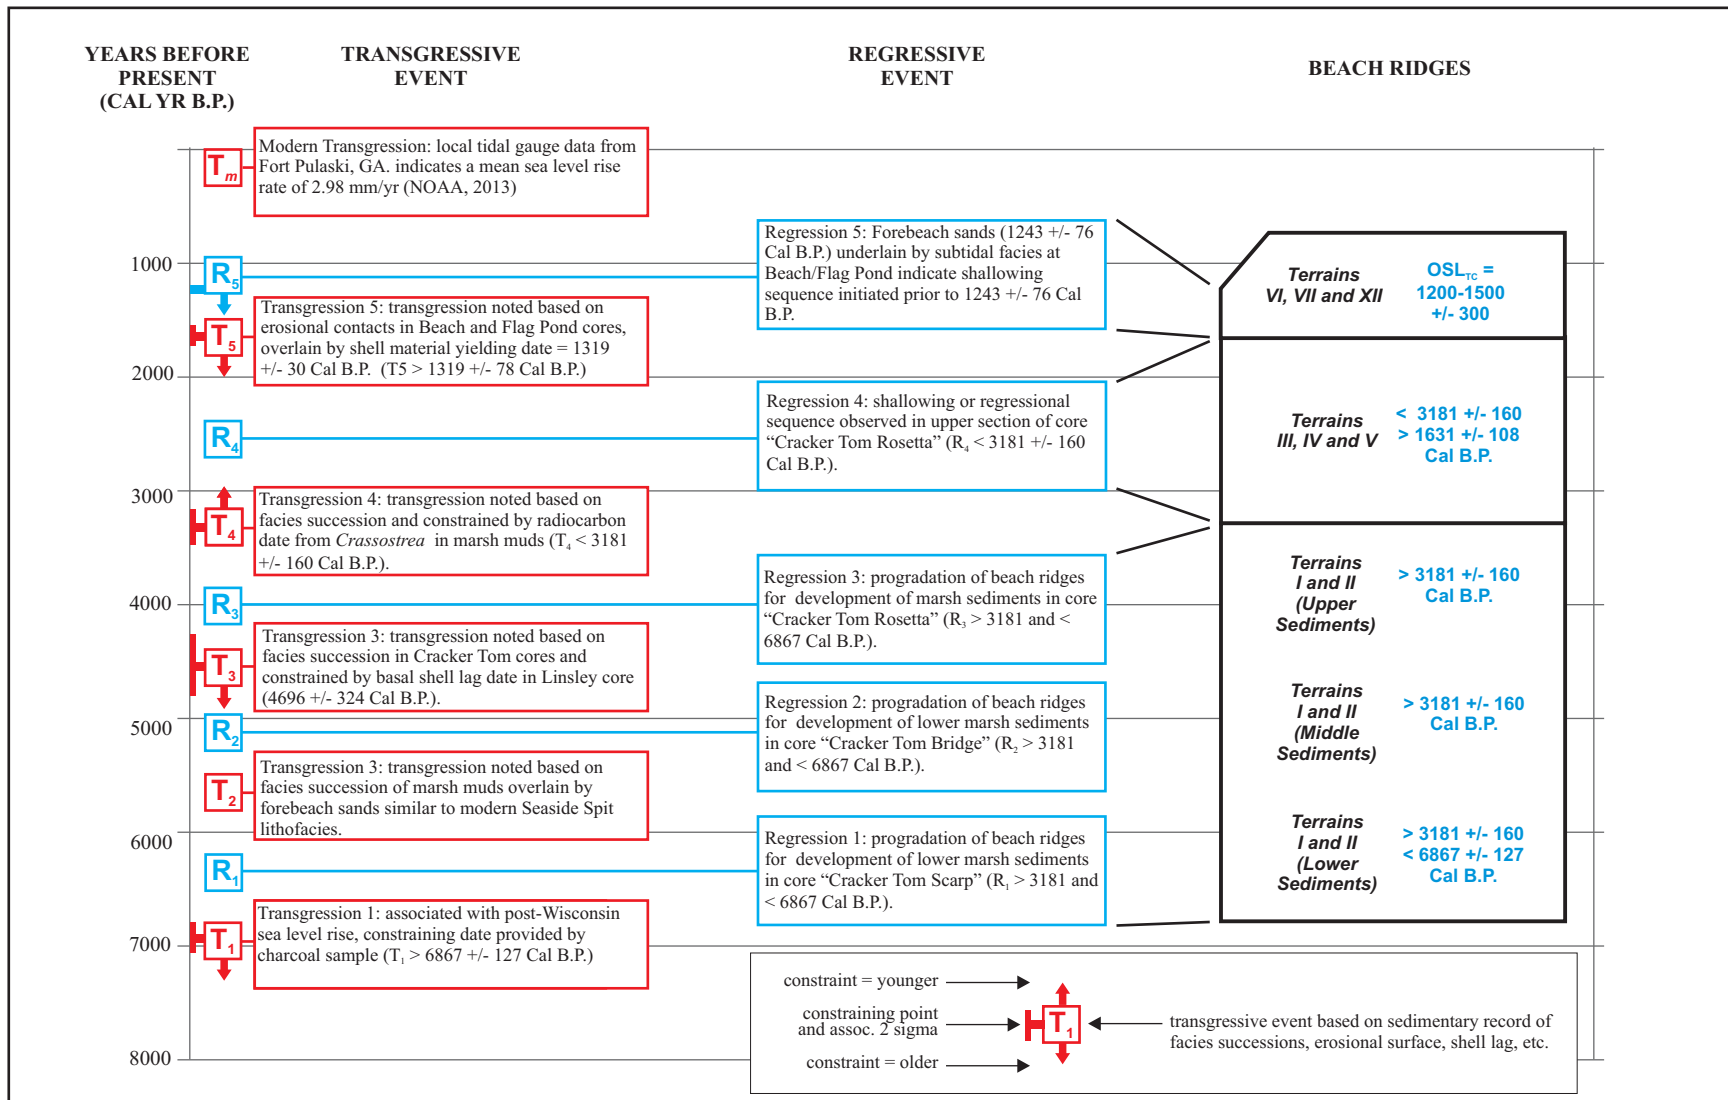 YEARS BEFORE
PRESENT
(CAL YR B.P.)
TRANSGRESSIVE
EVENT
REGRESSIVE
EVENT
BEACH RIDGES
1000
2000
3000
4000
5000
6000
7000
8000
Tm
Modern Transgression: local tidal gauge data from
Fort Pulaski, GA. indicates a mean sea level rise
rate of 2.98 mm/yr (NOAA, 2013)
R5
Regression 5: Forebeach sands (1243 +/- 76
Cal B.P.) underlain by subtidal facies at
Beach/Flag Pond indicate shallowing
sequence initiated prior to 1243 +/- 76 Cal
B.P.
T5
Transgression 5: transgression noted based on
erosional contacts in Beach and Flag Pond cores,
overlain by shell material yielding date = 1319
+/- 30 Cal B.P. (T5 > 1319 +/- 78 Cal B.P.)
R4
Regression 4: shallowing or regressional
sequence observed in upper section of core
“Cracker Tom Rosetta” (R4 < 3181 +/- 160
Cal B.P.).
T4
Transgression 4: transgression noted based on
facies succession and constrained by radiocarbon
date from Crassostrea in marsh muds (T4 < 3181
+/- 160 Cal B.P.).
R3
Regression 3: progradation of beach ridges
for development of marsh sediments in core
“Cracker Tom Rosetta” (R3 > 3181 and <
6867 Cal B.P.).
T3
Transgression 3: transgression noted based on
facies succession in Cracker Tom cores and
constrained by basal shell lag date in Linsley core
(4696 +/- 324 Cal B.P.).
R2
Regression 2: progradation of beach ridges
for development of lower marsh sediments
in core “Cracker Tom Bridge” (R2 > 3181
and < 6867 Cal B.P.).
T2
Transgression 3: transgression noted based on
facies succession of marsh muds overlain by
forebeach sands similar to modern Seaside Spit
lithofacies.
R1
Regression 1: progradation of beach ridges
for development of lower marsh sediments
in core “Cracker Tom Scarp” (R1 > 3181 and
< 6867 Cal B.P.).
T1
Transgression 1: associated with post-Wisconsin
sea level rise, constraining date provided by
charcoal sample (T1 > 6867 +/- 127 Cal B.P.)
Terrains
VI, VII and XII
OSLTC =
1200-1500
+/- 300
Terrains
III, IV and V
< 3181 +/- 160
> 1631 +/- 108
Cal B.P.
Terrains
I and II
(Upper
Sediments)
> 3181 +/- 160
Cal B.P.
Terrains
I and II
(Middle
Sediments)
> 3181 +/- 160
Cal B.P.
Terrains
I and II
(Lower
Sediments)
> 3181 +/- 160
< 6867 +/- 127
Cal B.P.
constraint = younger
constraining point
and assoc. 2 sigma
constraint = older
T1
transgressive event based on sedimentary record of
facies successions, erosional surface, shell lag, etc.